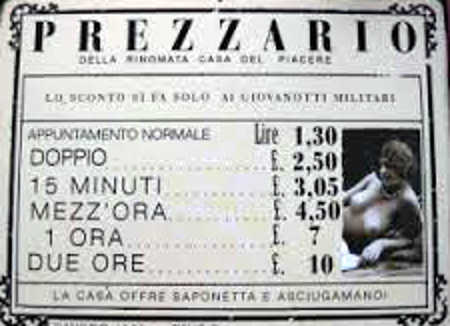 PREZZARIO
DELLA RINOMATA CASA DEL PIACERE
LO SCONTO SI FA SOLO AI GIOVANOTTI MILITARI
APPUNTAMENTO NORMALE Lire 1,30
DOPPIO £. 2,50
15 MINUTI £. 3,05
MEZZ'ORA £. 4,50
1 ORA £. 7
DUE ORE £. 10
LA CASA OFFRE SAPONETTA E ASCIUGAMANO!